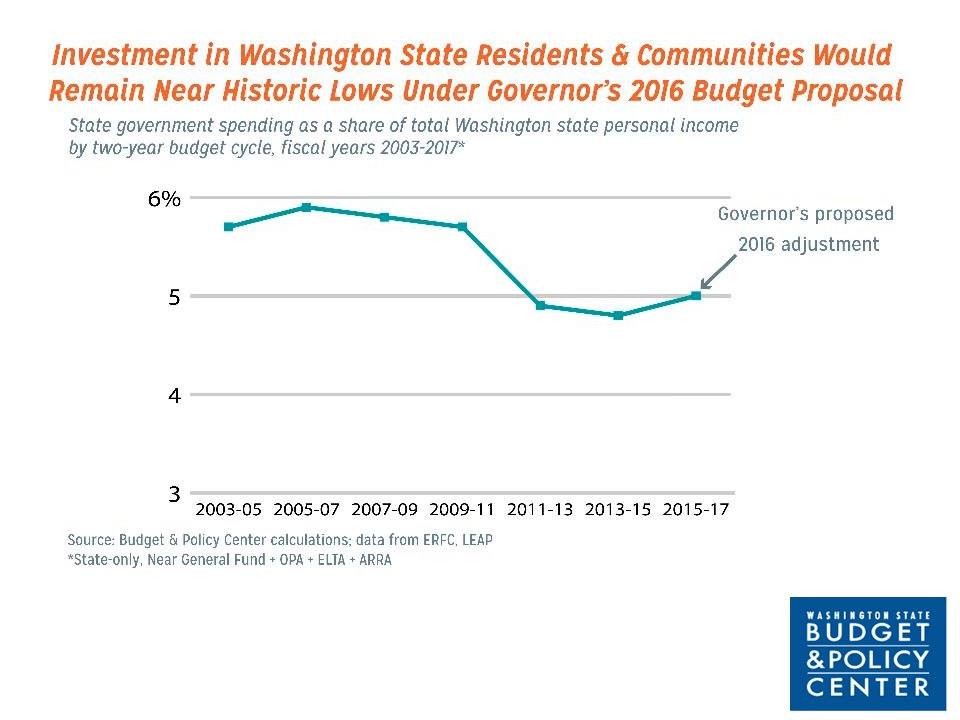 Investment in Washington State Residents & Communities Would
Remain Near Historic Lows Under Governor's 2016 Budget Proposal
State government spending as a share of total Washington state personal income
by two-year budget cycle, fiscal years 2003-2017*
6%
Governor's proposed
2016 adjustment
5
4
3
2003-05 2005-07 2007-09 2009-11 2011-13 2013-15 2015-17
Source: Budget & Policy Center calculations; data from ERFC, LEAP
*State-only, Near General Fund + OPA + ELTA + ARRA
WASHINGTON STATE
BUDGET
&POLICY
CENTER